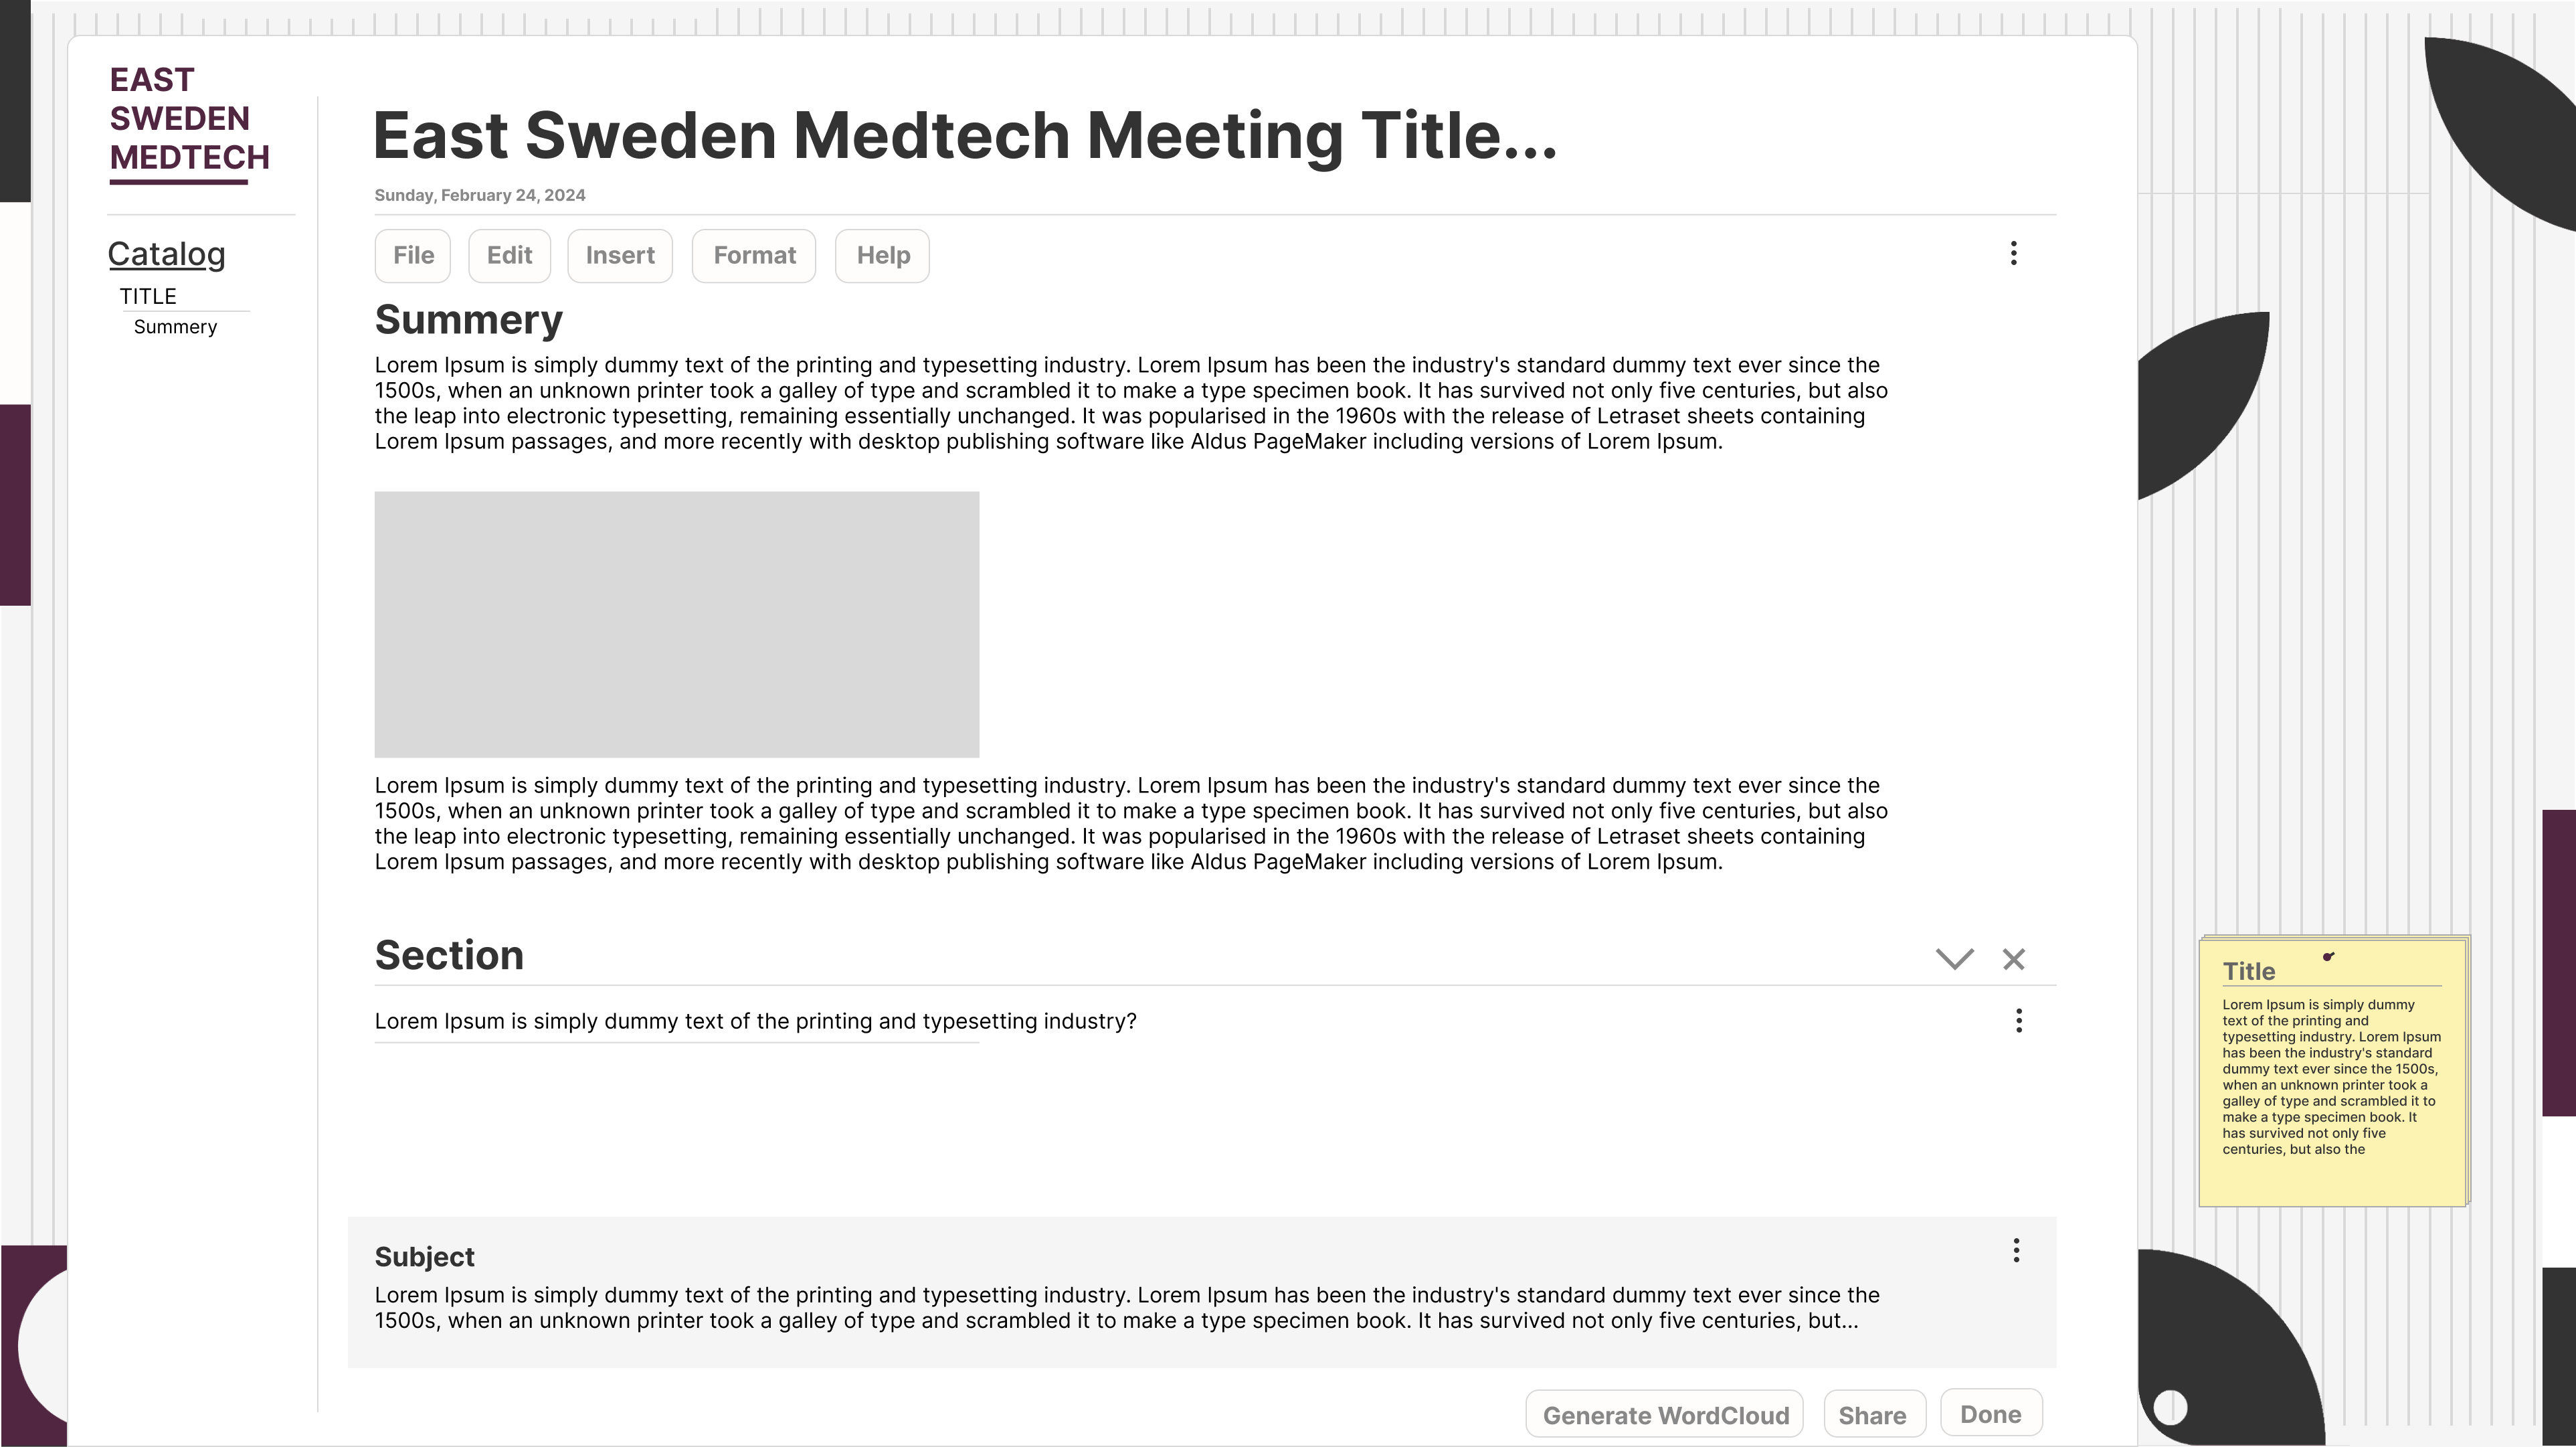 EAST
SWEDEN
MEDTECH
Catalog
TITLE
Summery
East Sweden Medtech Meeting Title...
Sunday, February 24, 2024
File Edit Insert Format Help
Summery
Lorem Ipsum is simply dummy text of the printing and typesetting industry. Lorem Ipsum has been the industry's standard dummy text ever since the
1500s, when an unknown printer took a galley of type and scrambled it to make a type specimen book. It has survived not only five centuries, but also
the leap into electronic typesetting, remaining essentially unchanged. It was popularised in the 1960s with the release of Letraset sheets containing
Lorem Ipsum passages, and more recently with desktop publishing software like Aldus PageMaker including versions of Lorem Ipsum.
Lorem Ipsum is simply dummy text of the printing and typesetting industry. Lorem Ipsum has been the industry's standard dummy text ever since the
1500s, when an unknown printer took a galley of type and scrambled it to make a type specimen book. It has survived not only five centuries, but also
the leap into electronic typesetting, remaining essentially unchanged. It was popularised in the 1960s with the release of Letraset sheets containing
Lorem Ipsum passages, and more recently with desktop publishing software like Aldus PageMaker including versions of Lorem Ipsum.
Section
Lorem Ipsum is simply dummy text of the printing and typesetting industry?
Subject
Lorem Ipsum is simply dummy text of the printing and typesetting industry. Lorem Ipsum has been the industry's standard dummy text ever since the
1500s, when an unknown printer took a galley of type and scrambled it to make a type specimen book. It has survived not only five centuries, but...
Generate WordCloud Share Done
Title
Lorem Ipsum is simply dummy
text of the printing and
typesetting industry. Lorem Ipsum
has been the industry's standard
dummy text ever since the 1500s,
when an unknown printer took a
galley of type and scrambled it to
make a type specimen book. It
has survived not only five
centuries, but also the